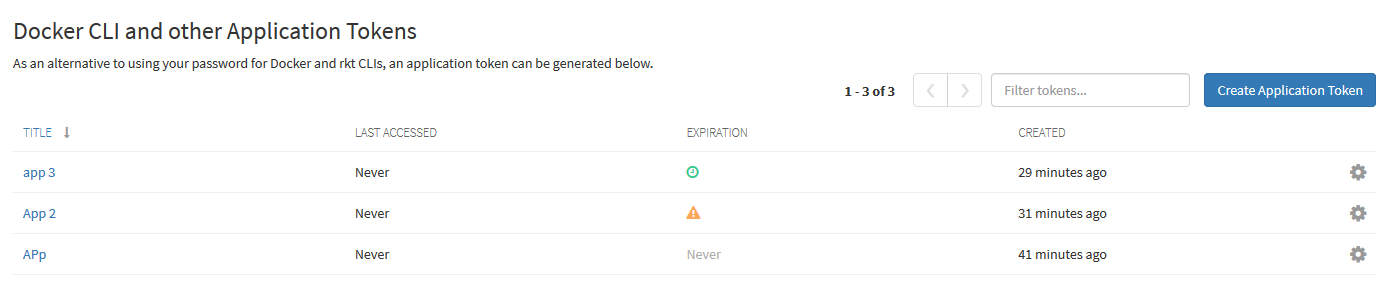 Docker CLI and other Application Tokens
As an alternative to using your password for Docker and rkt CLIs, an application token can be generated below.
1 - 3 of 3 Filter tokens... Create Application Token
TITLE LAST ACCESSED EXPIRATION CREATED
app 3 Never 29 minutes ago
App 2 Never 31 minutes ago
APp Never Never 41 minutes ago